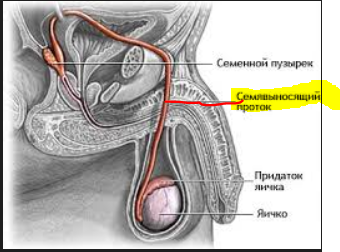 Семенной пузырек
Семявыносящий
проток
Придаток
яичка
Яичко